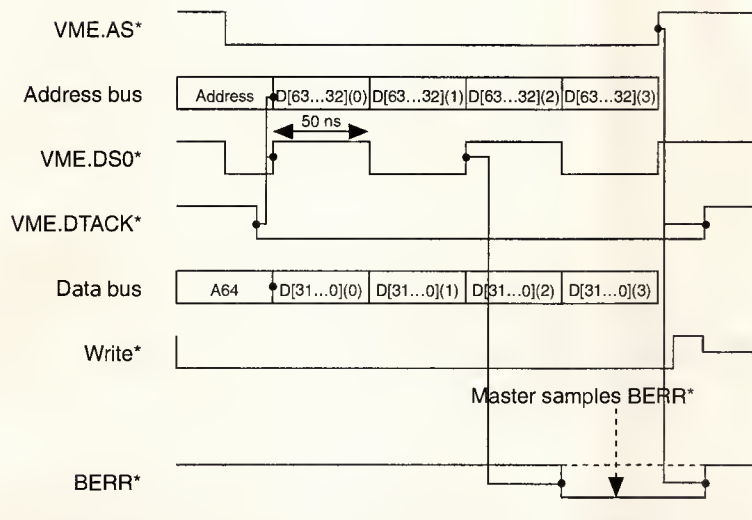 VME.AS*
Address bus
Address D[63...32](0) D[63...32](1) D[63...32](2) D[63...32](3)
50 ns
VME.DS0*
VME.DTACK*
Data bus
A64 D[31...0](0) D[31...0](1) D[31...0](2) D[31...0](3)
Write*
Master samples BERR*
BERR*